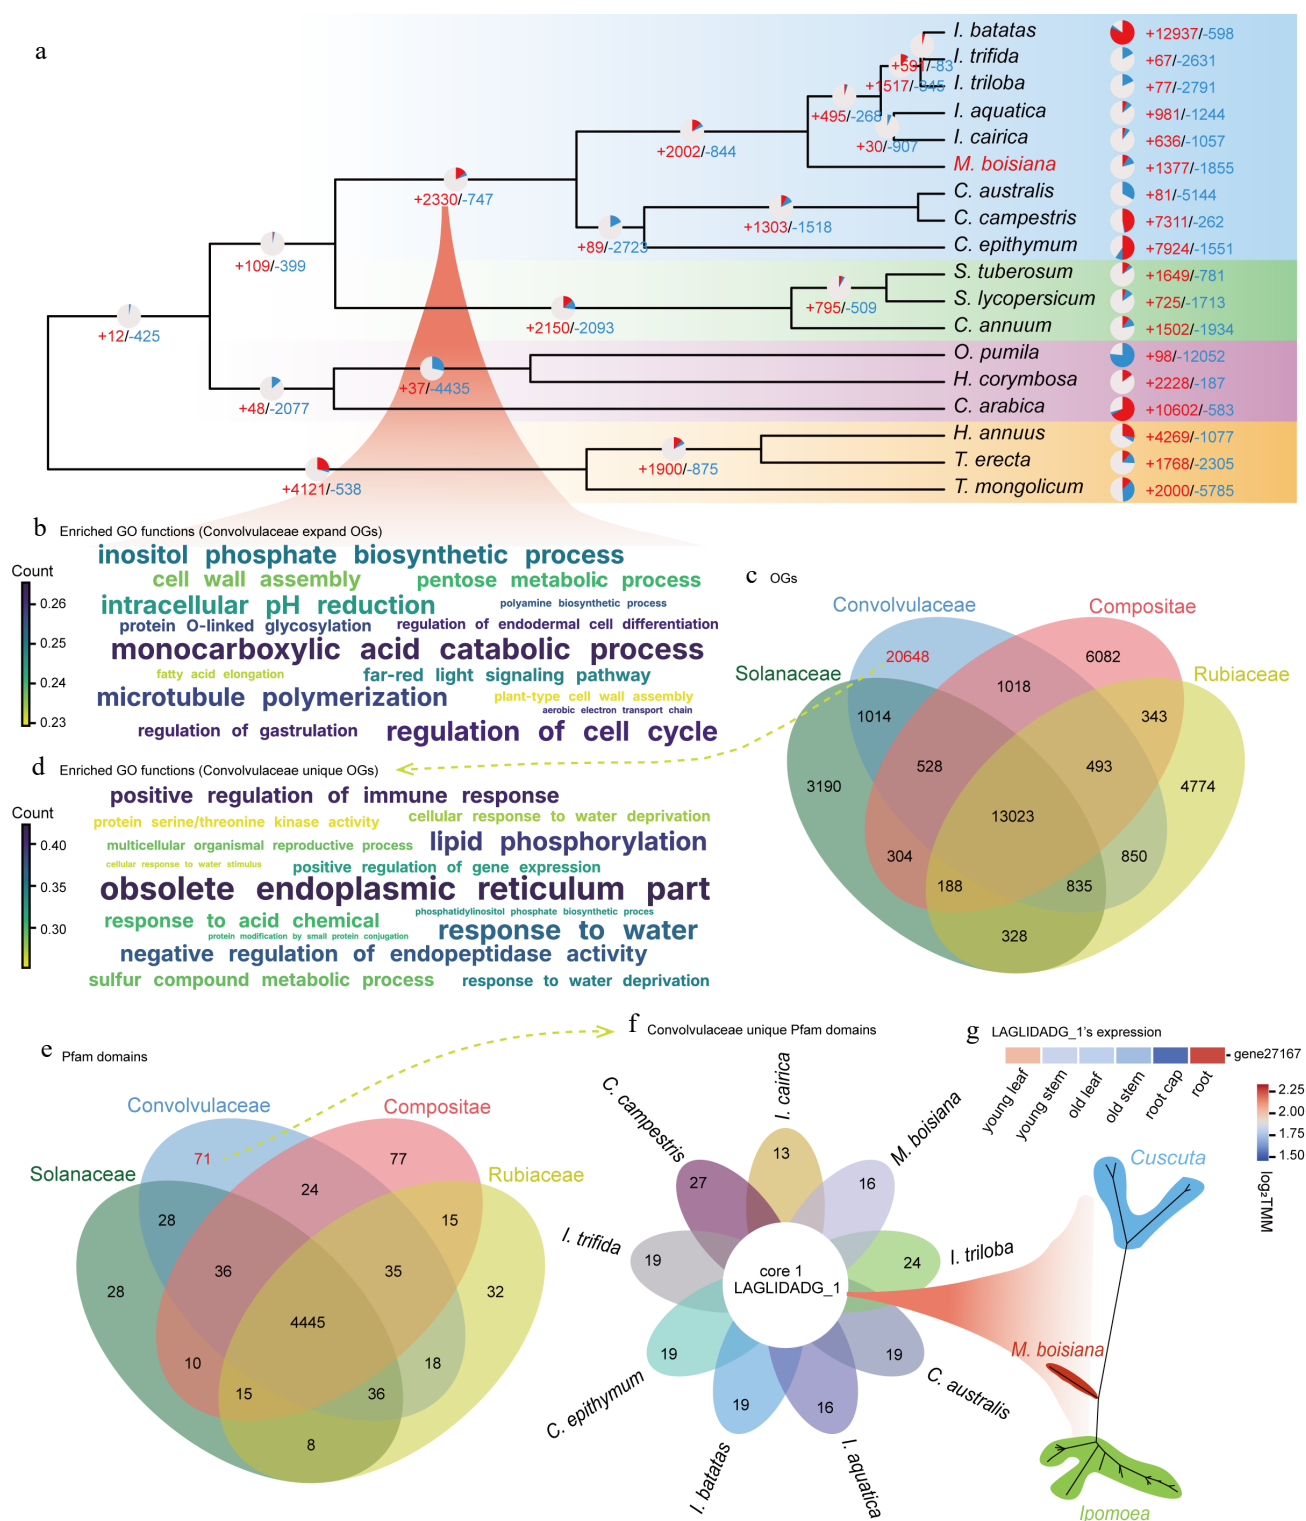 a
I. batatas +12937/-598
I. trifida +67/-2631
+591/-83
I. triloba +77/-2791
+1517/-345
I. aquatica +981/-1244
+495/-268
I. cairica +636/-1057
+30/-907
+2002/-844
M. boisiana +1377/-1855
C. australis +81/-5144
+2330/-747
C. campestris +7311/-262
+1303/-1518
C. epithymum +7924/-1551
+89/-2723
+109/-399
S. tuberosum +1649/-781
S. lycopersicum +725/-1713
+795/-509
C. annuum +1502/-1934
+2150/-2093
+12/-425
O. pumila +98/-12052
H. corymbosa +2228/-187
+37/-4435
C. arabica +10602/-583
+48/-2077
H. annuus +4269/-1077
T. erecta +1768/-2305
+1900/-875
T. mongolicum +2000/-5785
+4121/-538
b Enriched GO functions (Convolvulaceae expand OGs)
Count
0.26
0.25
0.24
0.23
inositol phosphate biosynthetic process
cell wall assembly pentose metabolic process
intracellular pH reduction polyamine biosynthetic process
protein O-linked glycosylation regulation of endodermal cell differentiation
monocarboxylic acid catabolic process
fatty acid elongation far-red light signaling pathway
microtubule polymerization plant-type cell wall assembly
aerobic electron transport chain
regulation of gastrulation regulation of cell cycle
c OGs
Convolvulaceae Compositae
Solanaceae Rubiaceae
20648 6082
1018
1014 343
528 493
3190 4774
13023
304 850
188 835
328
d Enriched GO functions (Convolvulaceae unique OGs)
Count
0.40
0.35
0.30
positive regulation of immune response
protein serine/threonine kinase activity cellular response to water deprivation
multicellular organismal reproductive process lipid phosphorylation
cellular response to water stimulus positive regulation of gene expression
obsolete endoplasmic reticulum part
response to acid chemical phosphatidylinositol phosphate biosynthetic proces
protein modification by small protein conjugation response to water
negative regulation of endopeptidase activity
sulfur compound metabolic process response to water deprivation
e Pfam domains
Convolvulaceae Compositae
Solanaceae Rubiaceae
71 77
24
28 15
36 35
28 32
4445
10 18
15 36
8
f Convolvulaceae unique Pfam domains
I. cairica
13
M. boisiana
16
I. triloba
24
C. australis
19
I. aquatica
16
I. batatas
19
C. epithymum
19
I. trifida
19
C. campestris
27
core 1
LAGLIDADG_1
g LAGLIDADG_1's expression
gene27167
young leaf
young stem
old leaf
old stem
root cap
root
2.25
2.00
1.75
1.50
log₂TMM
Cuscuta
M. boisiana
Ipomoea